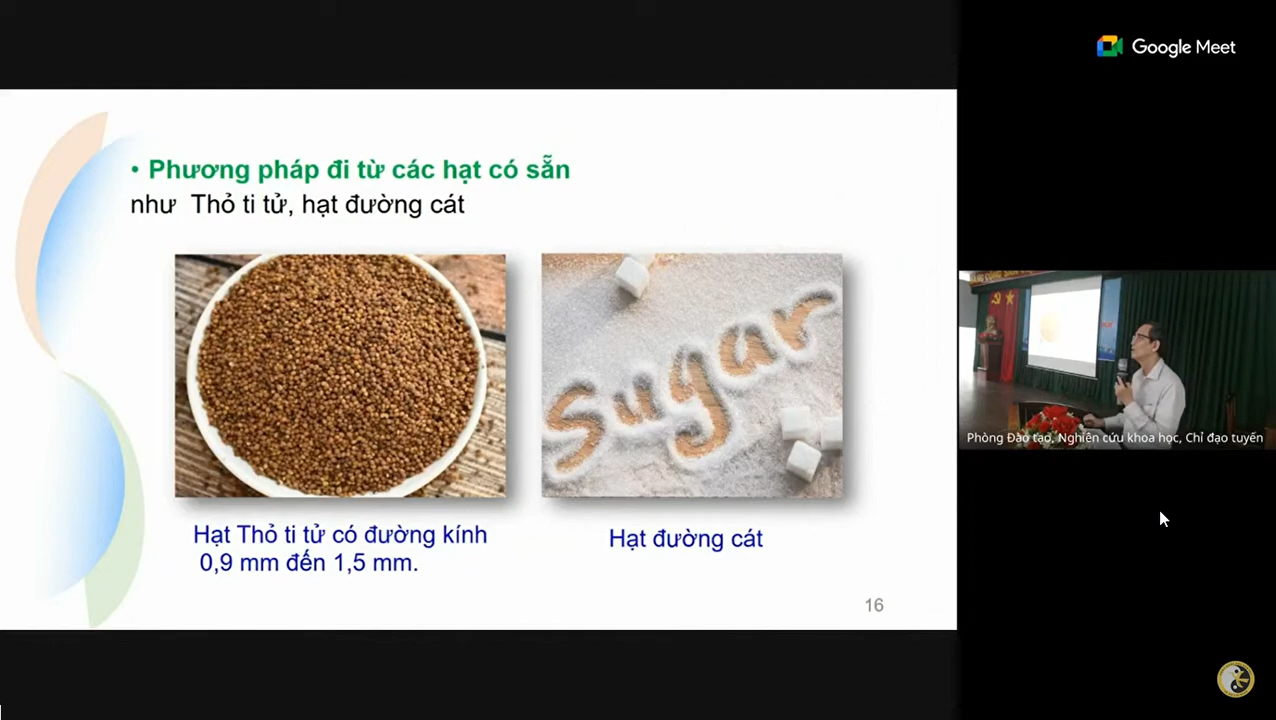 Google Meet
• Phương pháp đi từ các hạt có sẵn
như Thỏ ti tử, hạt đường cát
Sugar
Hạt Thỏ ti tử có đường kính
0,9 mm đến 1,5 mm.
Hạt đường cát
16
Phòng Đào tạo, Nghiên cứu khoa học, Chỉ đạo tuyến